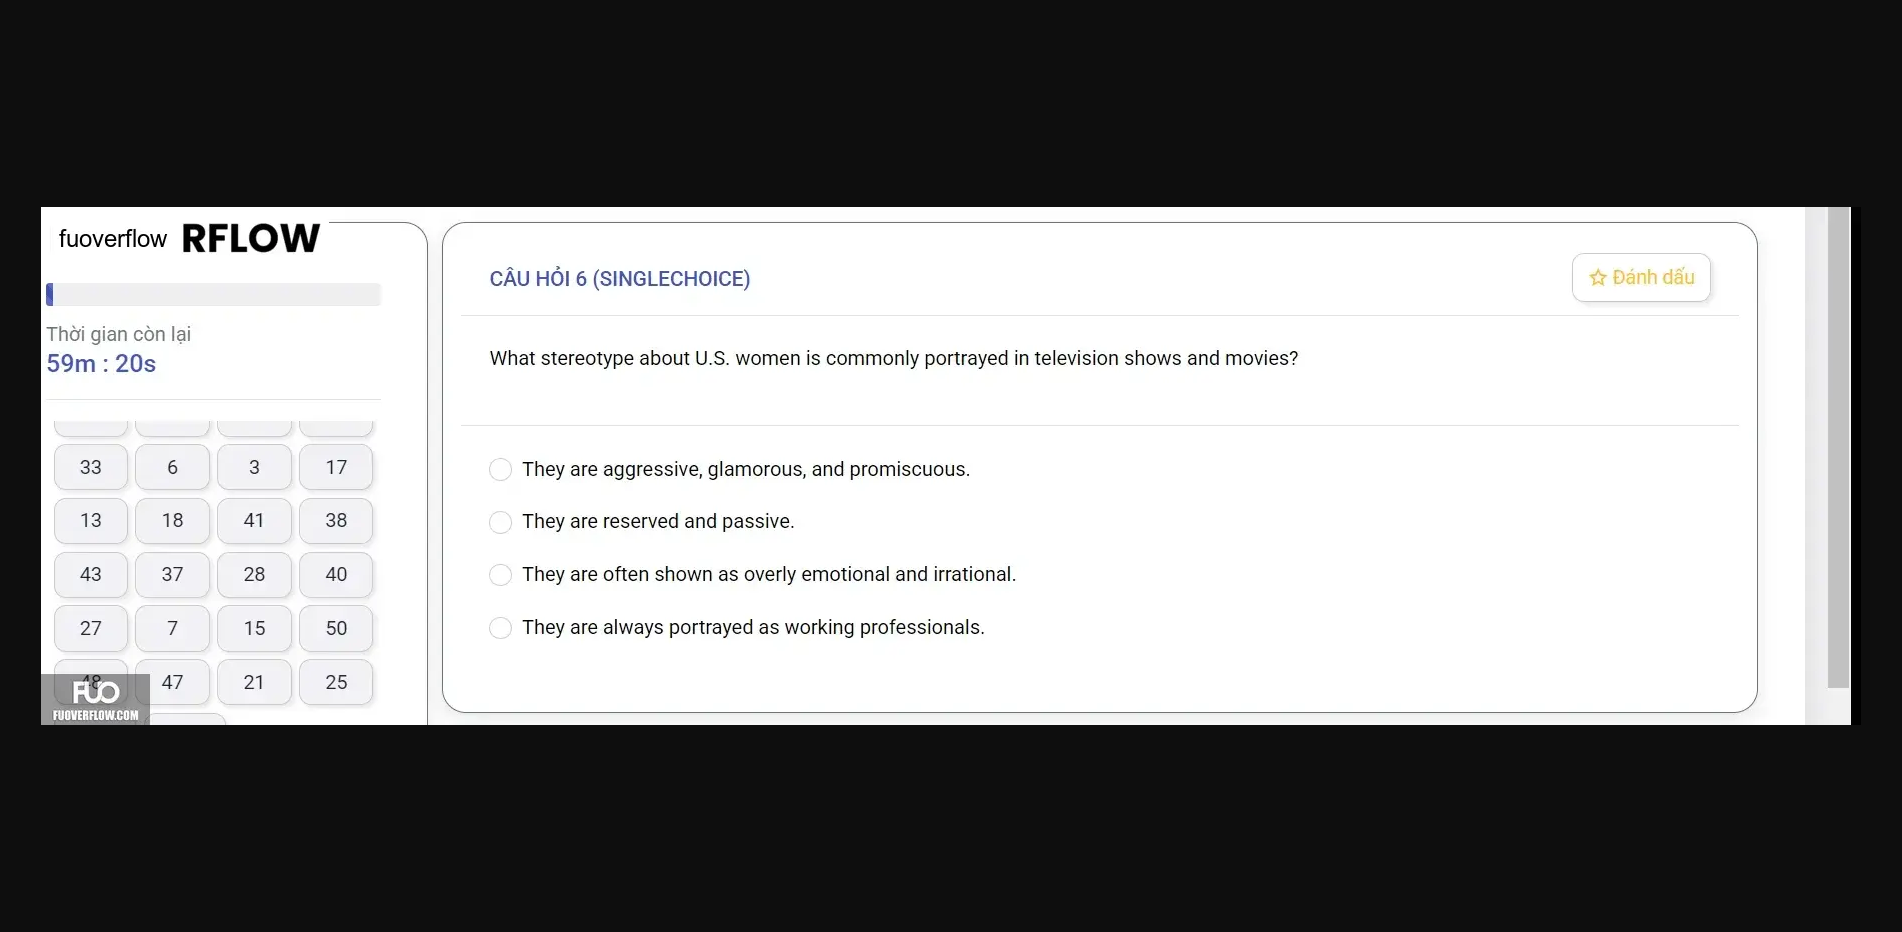 fuoverflow RFLOW
Thời gian còn lại
59m : 20s
33 6 3 17
13 18 41 38
43 37 28 40
27 7 15 50
48 47 21 25
FUO
FUOVERFLOW.COM
CÂU HỎI 6 (SINGLECHOICE)
Đánh dấu
What stereotype about U.S. women is commonly portrayed in television shows and movies?
They are aggressive, glamorous, and promiscuous.
They are reserved and passive.
They are often shown as overly emotional and irrational.
They are always portrayed as working professionals.